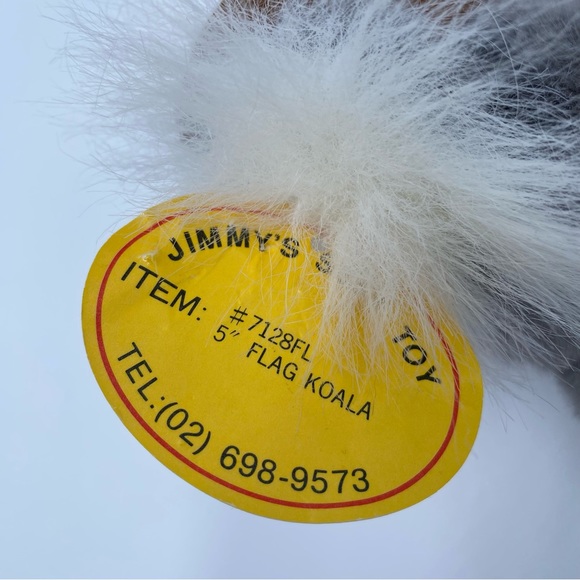 JIMMY'S TOY
ITEM: #7128FL
5" FLAG KOALA
TEL:(02) 698-9573